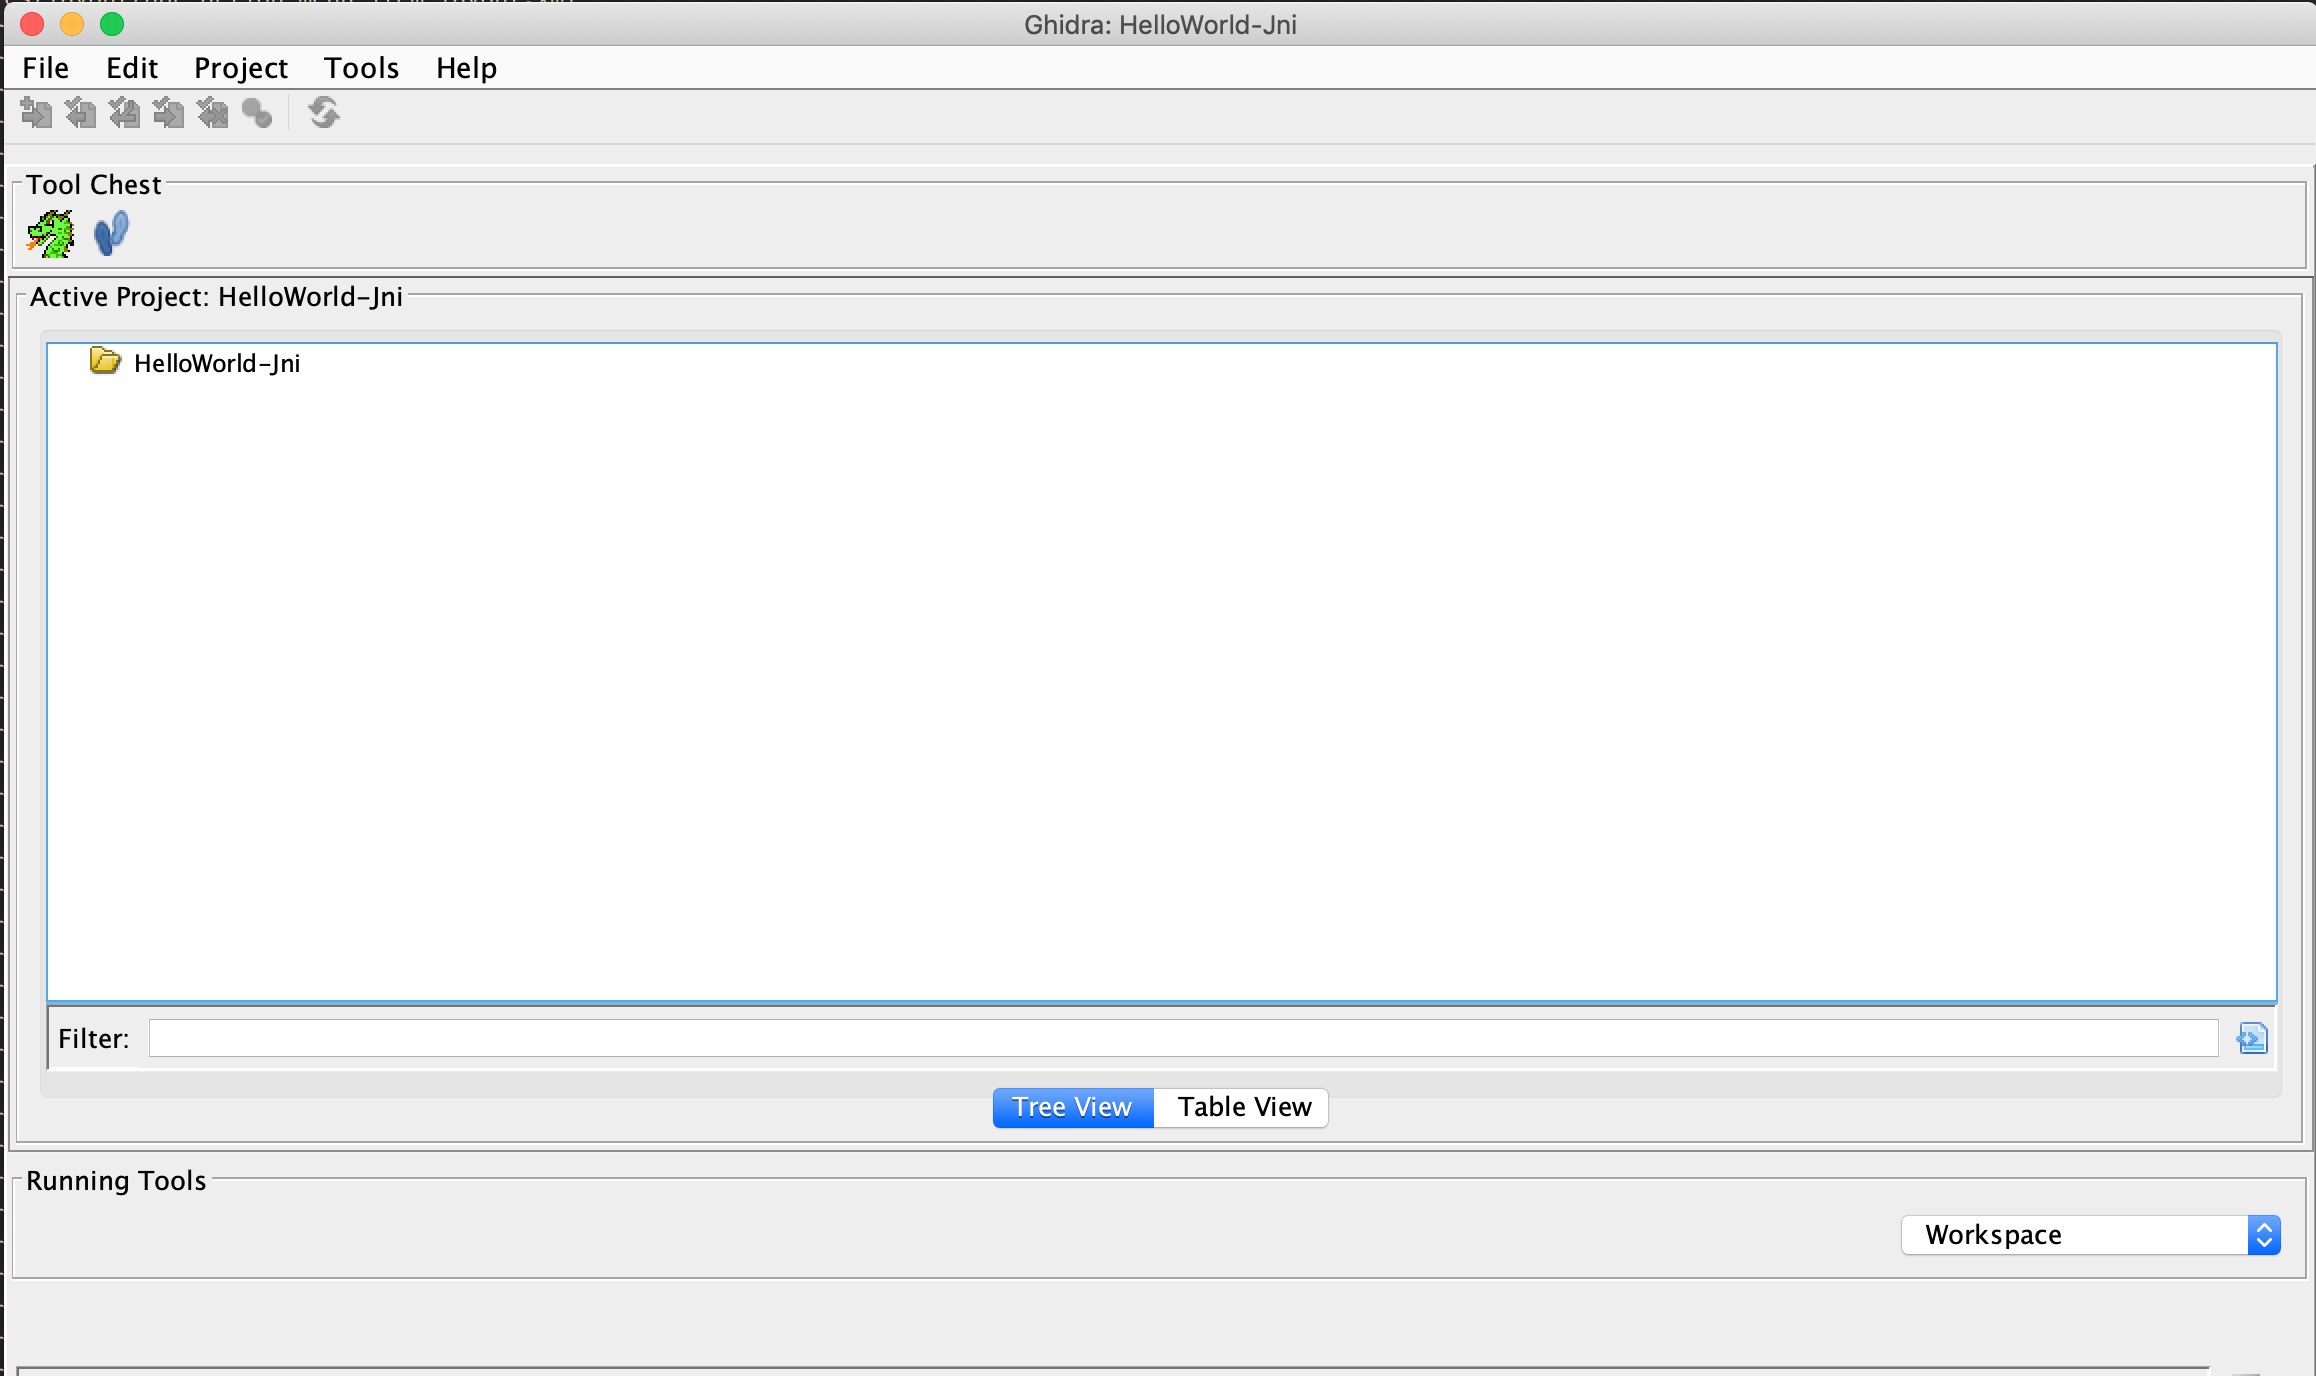 Ghidra: HelloWorld-Jni
File Edit Project Tools Help
Tool Chest
Active Project: HelloWorld-Jni
HelloWorld-Jni
Filter:
Tree View Table View
Running Tools
Workspace